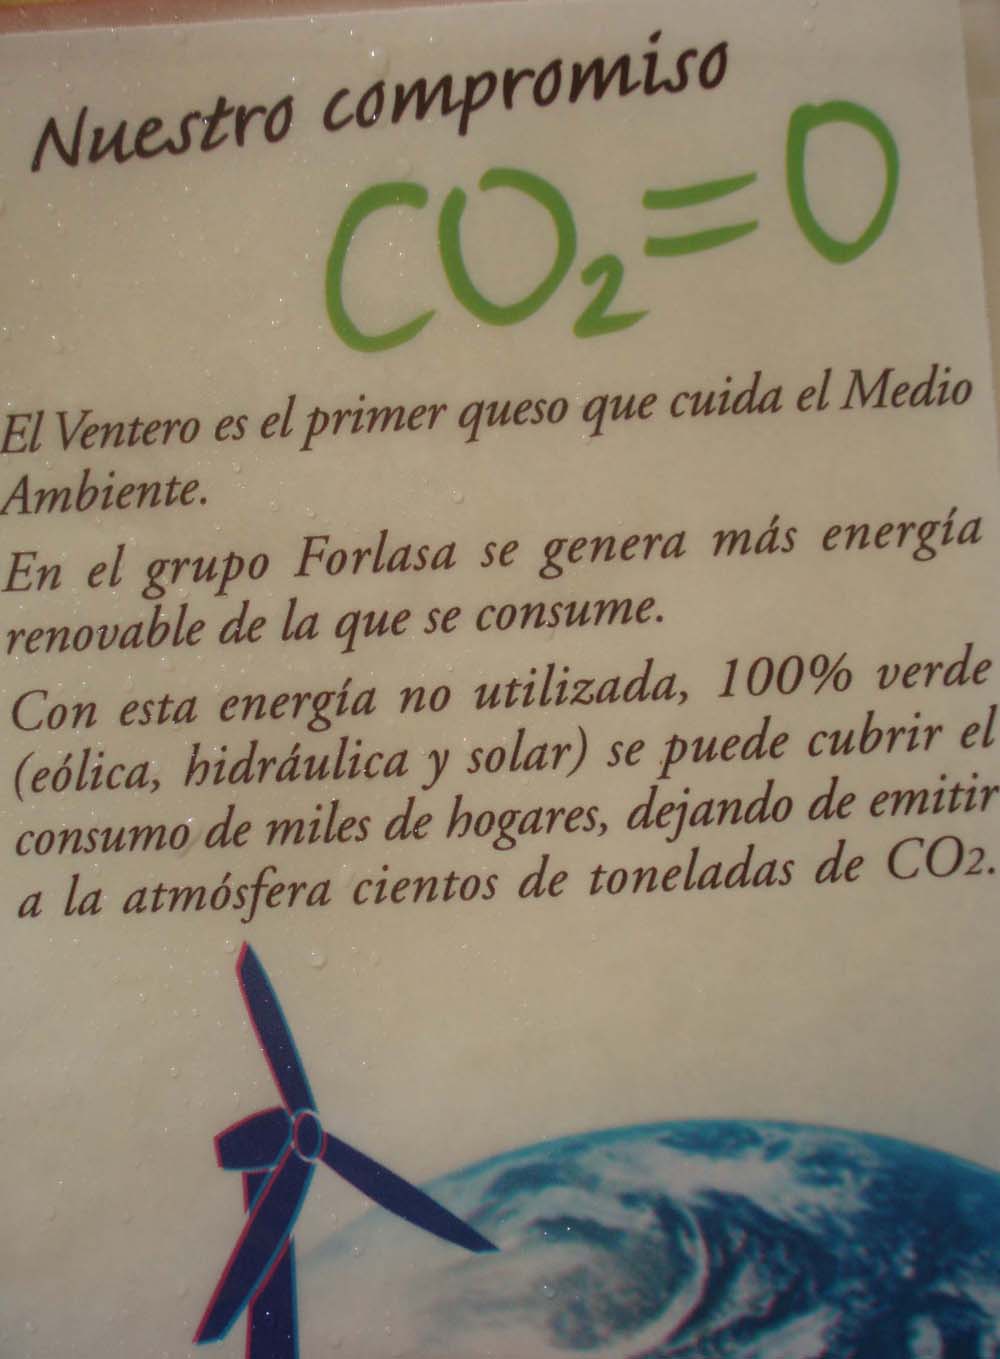 Nuestro compromiso
CO₂=0
El Ventero es el primer queso que cuida el Medio
Ambiente.
En el grupo Forlasa se genera más energía
renovable de la que se consume.
Con esta energía no utilizada, 100% verde
(eólica, hidráulica y solar) se puede cubrir el
consumo de miles de hogares, dejando de emitir
a la atmósfera cientos de toneladas de CO2.